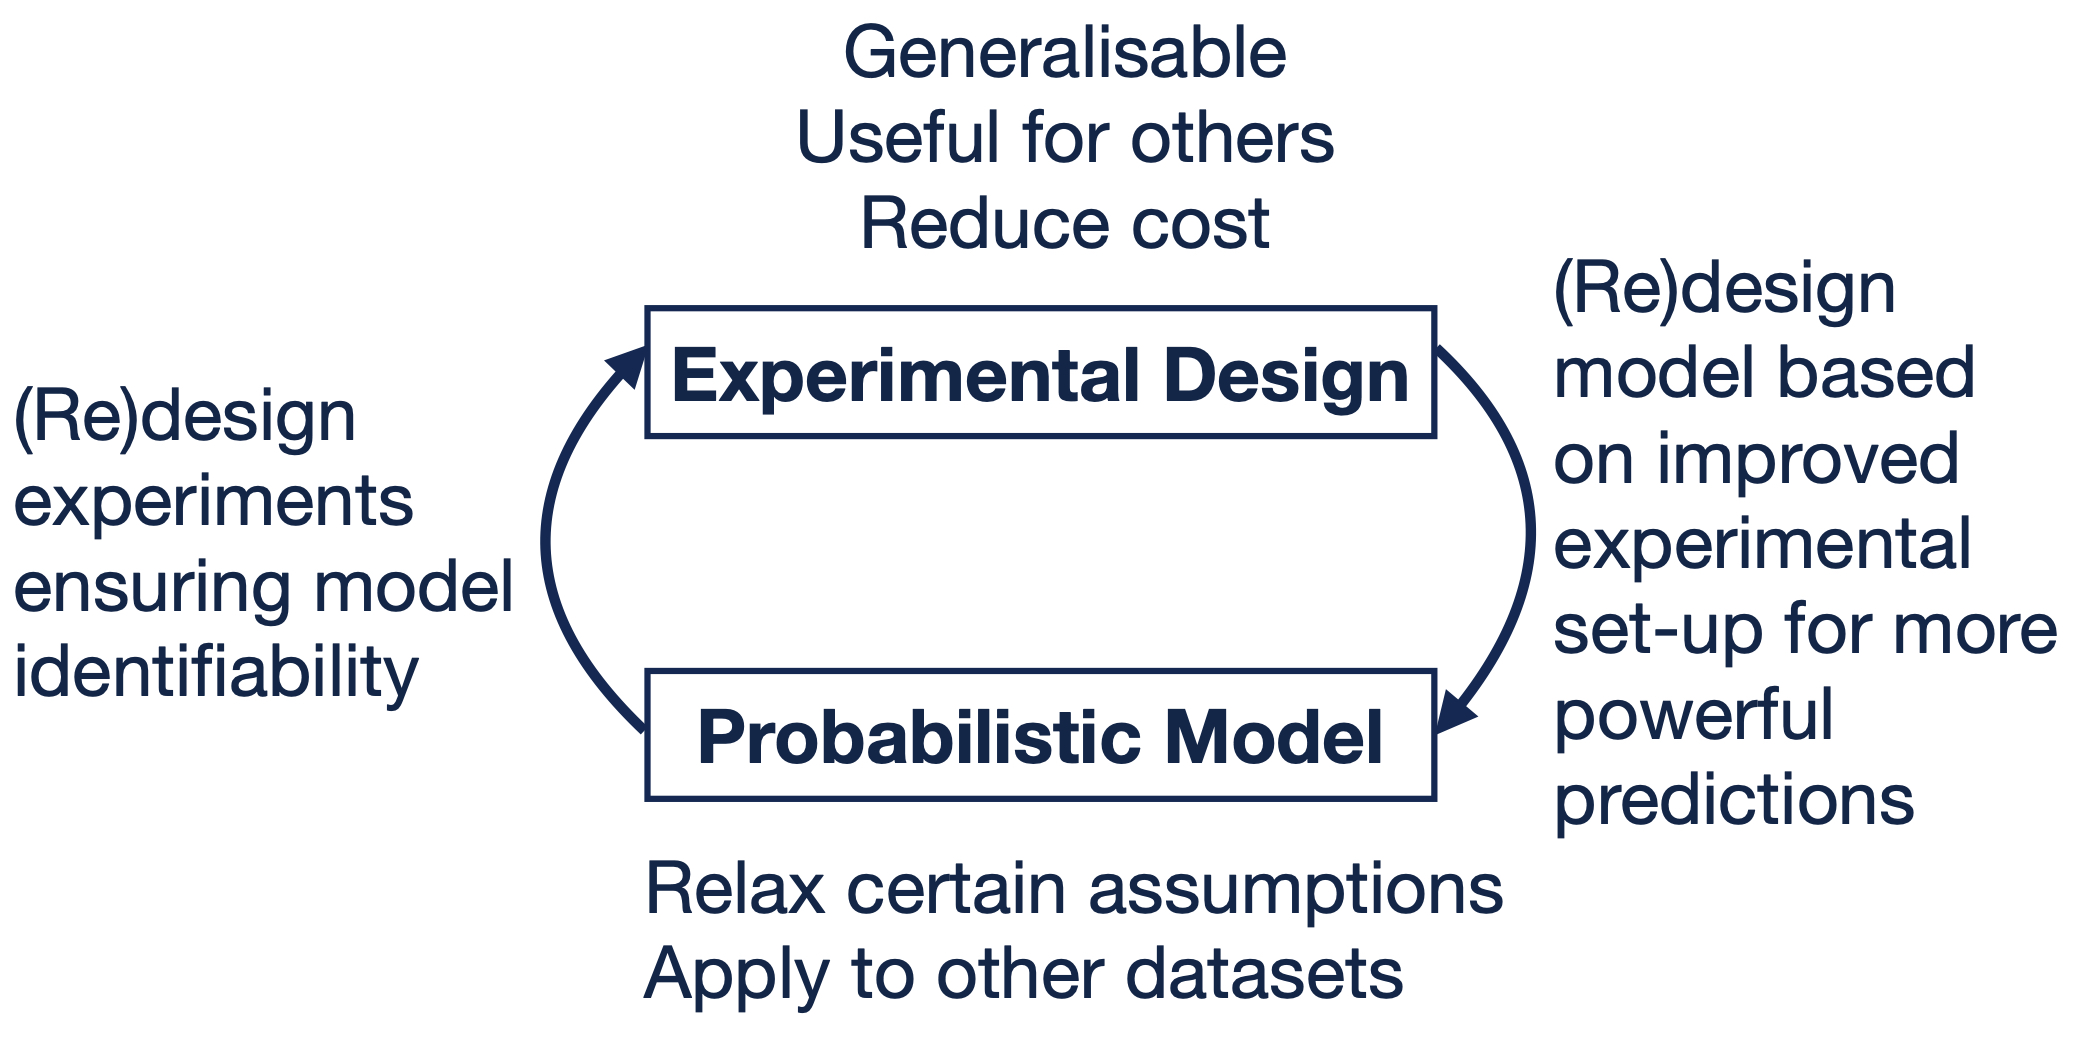 Generalisable
Useful for others
Reduce cost
Experimental Design
(Re)design
experiments
ensuring model
identifiability
(Re)design
model based
on improved
experimental
set-up for more
powerful
predictions
Probabilistic Model
Relax certain assumptions
Apply to other datasets